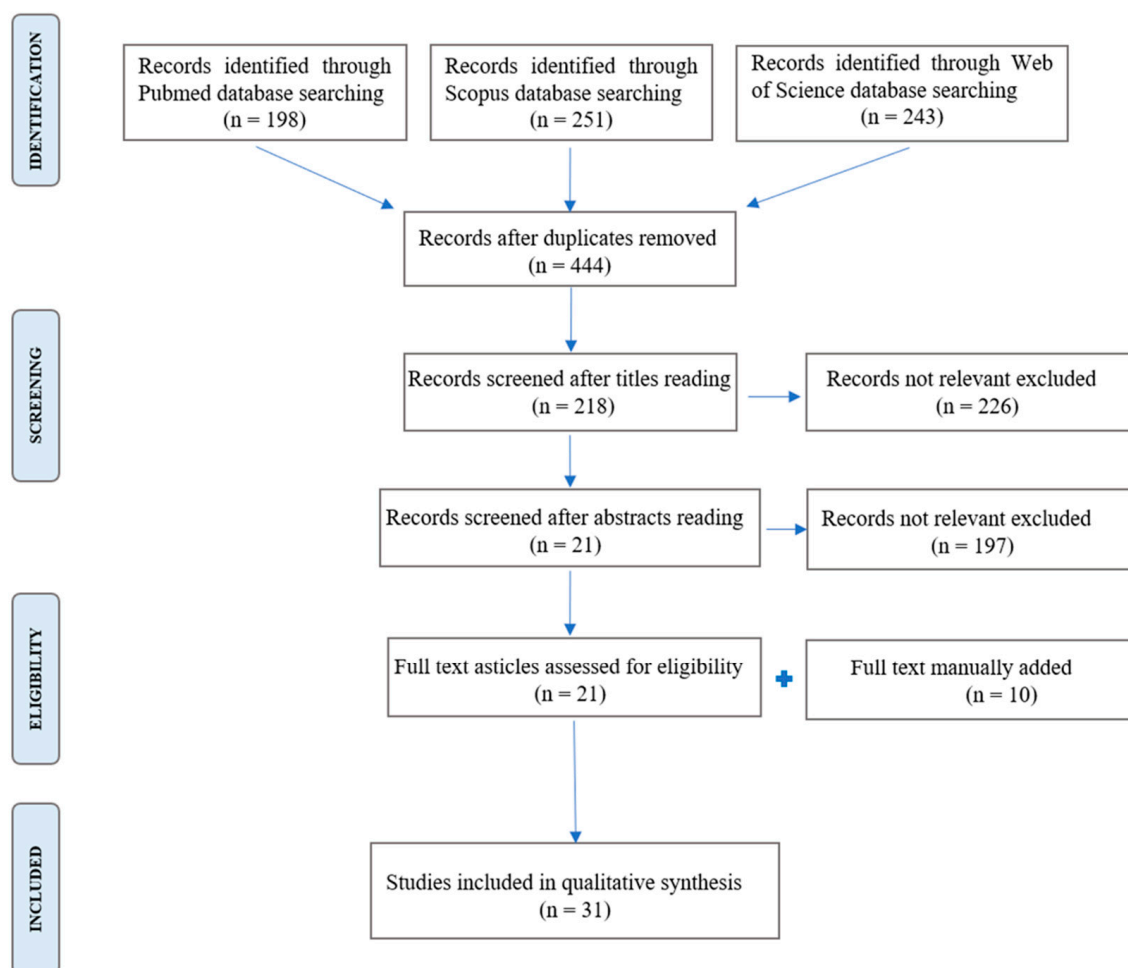 IDENTIFICATION
Records identified through
Pubmed database searching
(n = 198)
Records identified through
Scopus database searching
(n = 251)
Records identified through Web
of Science database searching
(n = 243)
Records after duplicates removed
(n = 444)
SCREENING
Records screened after titles reading
(n = 218)
Records not relevant excluded
(n = 226)
Records screened after abstracts reading
(n = 21)
Records not relevant excluded
(n = 197)
ELIGIBILITY
Full text asticles assessed for eligibility
(n = 21)
Full text manually added
(n = 10)
INCLUDED
Studies included in qualitative synthesis
(n = 31)